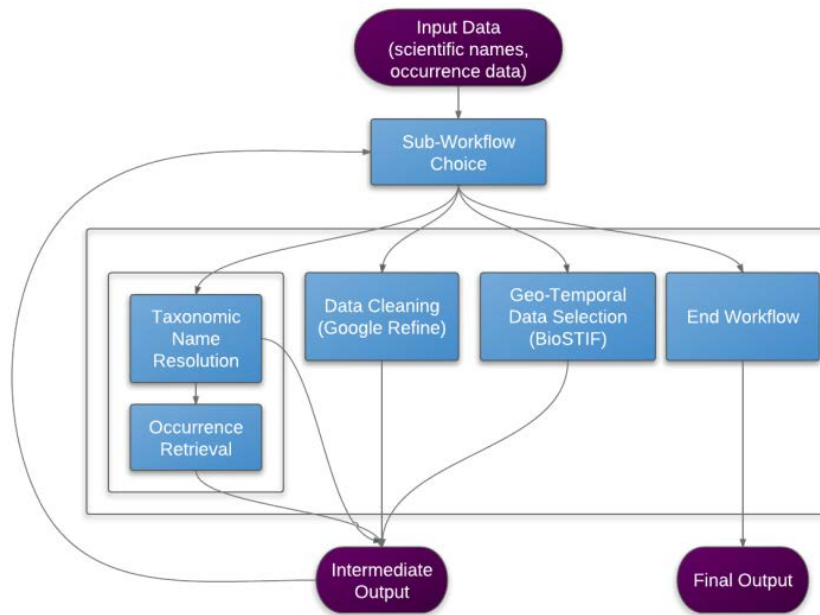 Input Data
(scientific names,
occurrence data)
Sub-Workflow
Choice
Taxonomic
Name
Resolution
Data Cleaning
(Google Refine)
Geo-Temporal
Data Selection
(BioSTIF)
End Workflow
Occurrence
Retrieval
Intermediate
Output
Final Output